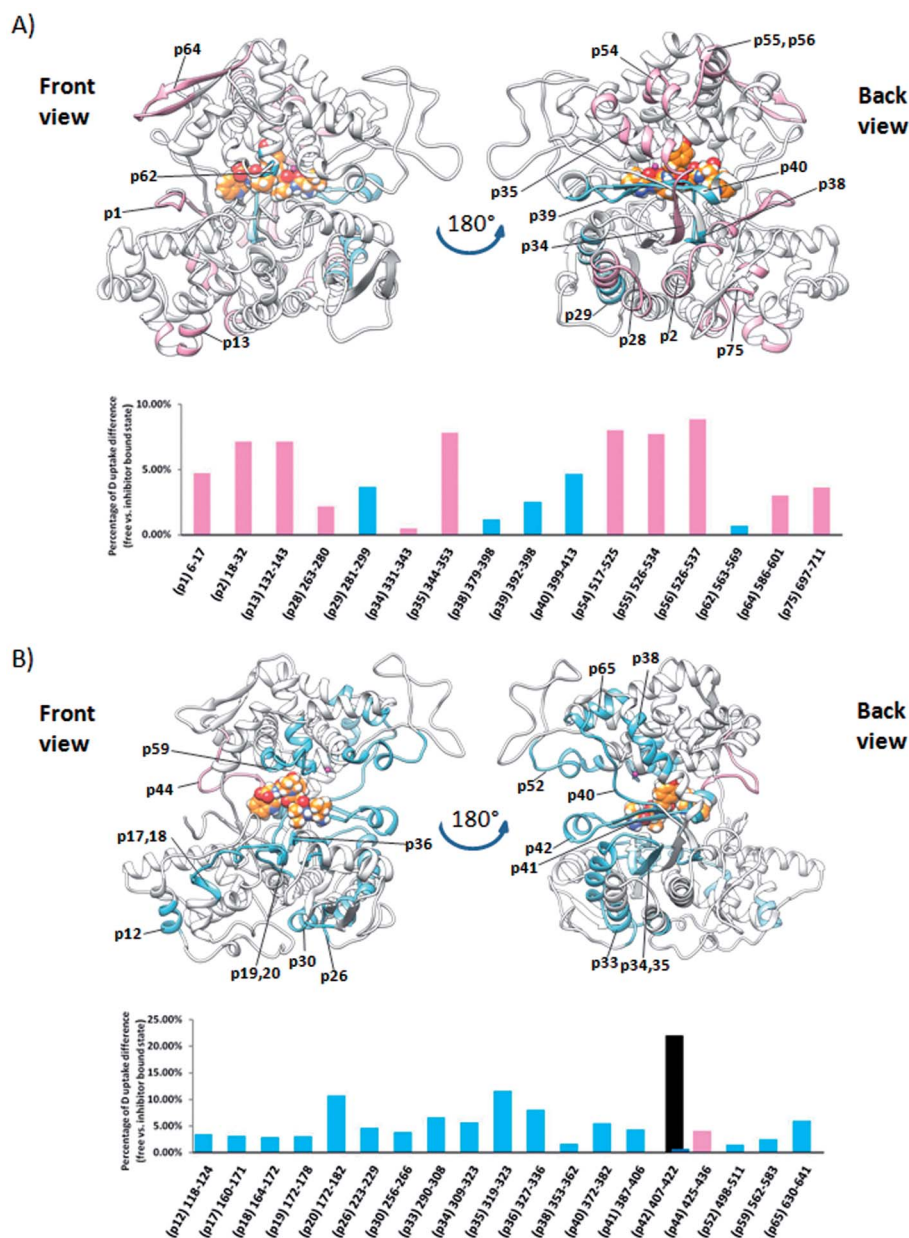 A)
p64
Front
view
p62
p1
p13
180°
p54
p55, p56
Back
view
p35
p40
p39
p38
p34
p29
p28
p2
p75
Percentage of D uptake difference
(free vs. inhibitor bound state)
10.00%
5.00%
0.00%
(p1) 6-17
(p2) 18-32
(p13) 132-143
(p28) 263-280
(p29) 281-299
(p34) 331-343
(p35) 344-353
(p38) 379-398
(p39) 392-398
(p40) 399-413
(p54) 517-525
(p55) 526-534
(p56) 526-537
(p62) 563-569
(p64) 586-601
(p75) 697-711
B)
Front
view
p59
p44
p17,18
p12
p19,20
p30
p26
p36
180°
p65
p38
Back
view
p52
p40
p42
p41
p33
p34,35
Percentage of D uptake difference
(free vs. inhibitor bound state)
25.00%
20.00%
15.00%
10.00%
5.00%
0.00%
(p12) 118-124
(p17) 160-171
(p18) 164-172
(p19) 172-178
(p20) 172-182
(p26) 223-229
(p30) 256-266
(p33) 290-308
(p34) 309-323
(p35) 319-323
(p36) 327-336
(p38) 353-362
(p40) 372-382
(p41) 387-406
(p42) 407-422
(p44) 425-436
(p52) 498-511
(p59) 562-583
(p65) 630-641